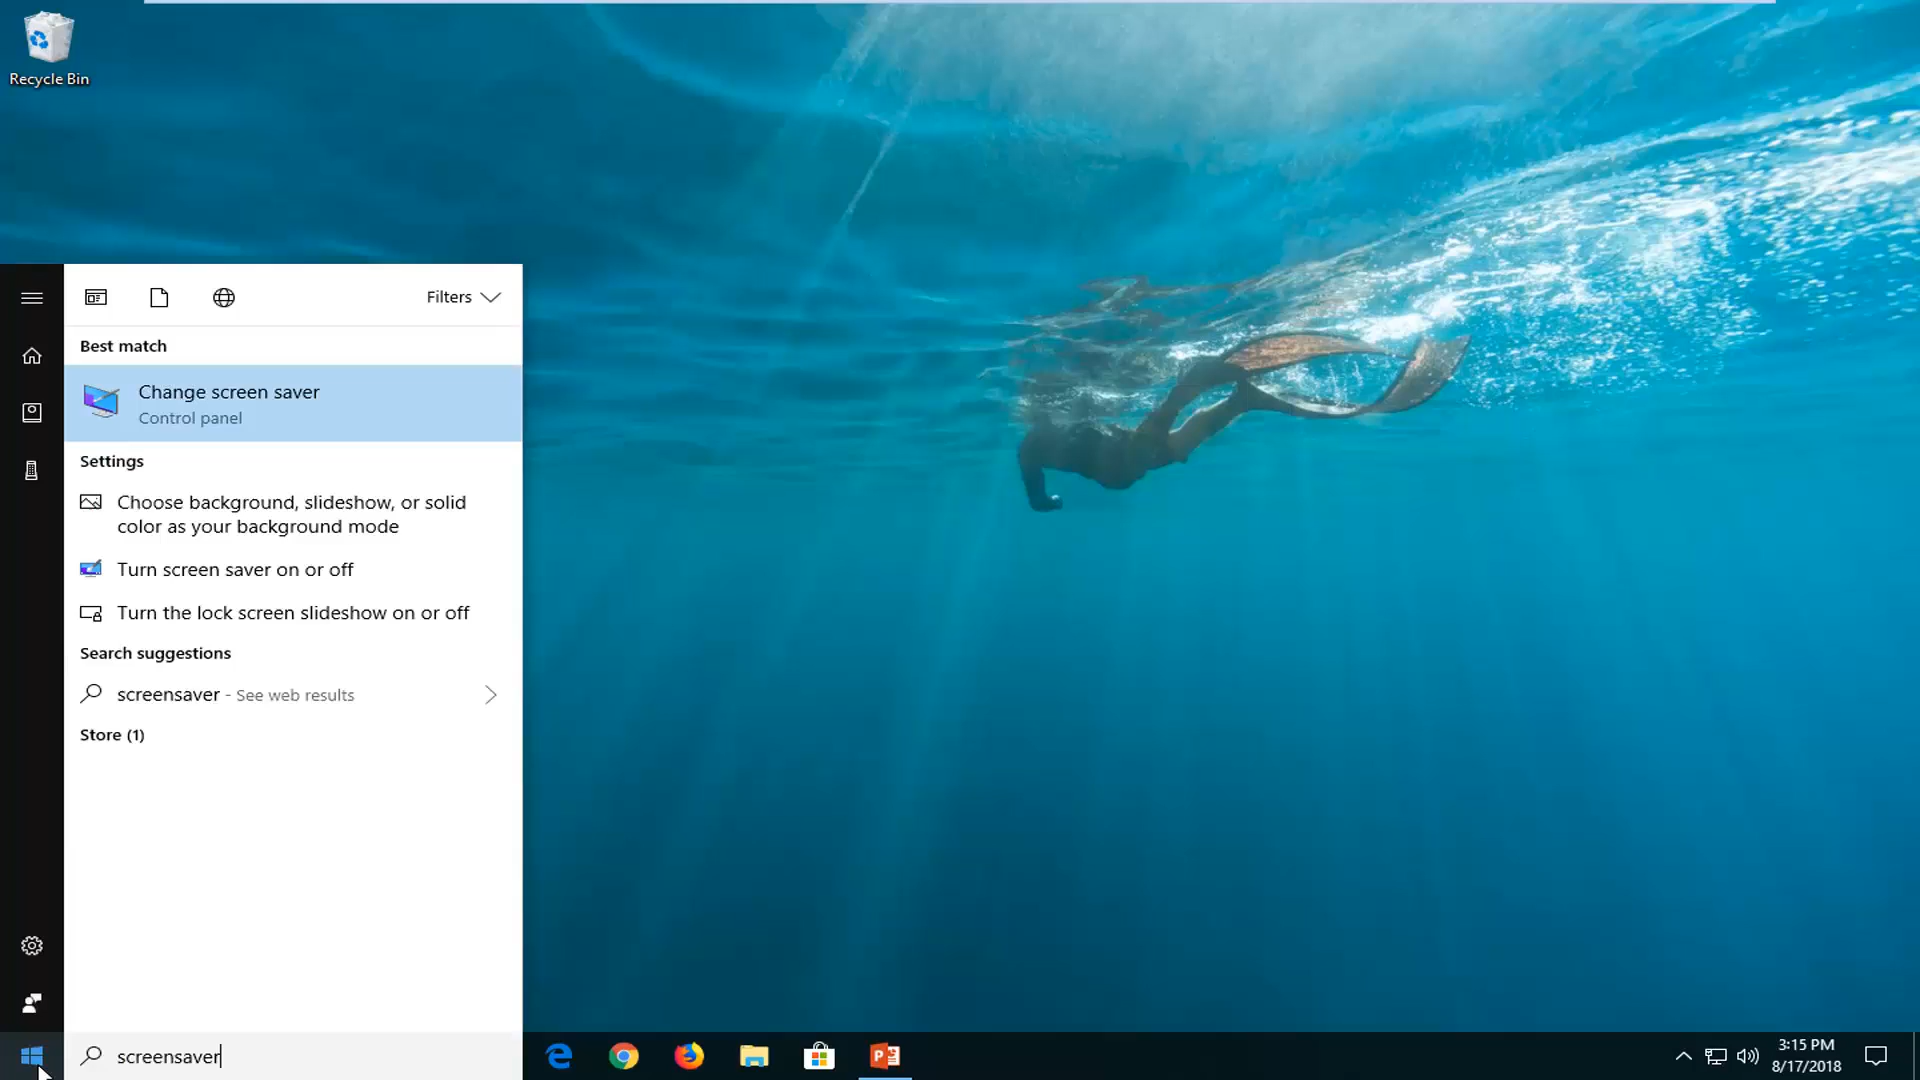 Recycle Bin
Filters
Best match
Change screen saver
Control panel
Settings
Choose background, slideshow, or solid
color as your background mode
Turn screen saver on or off
Turn the lock screen slideshow on or off
Search suggestions
screensaver - See web results
Store (1)
screensaver
3:15 PM
8/17/2018